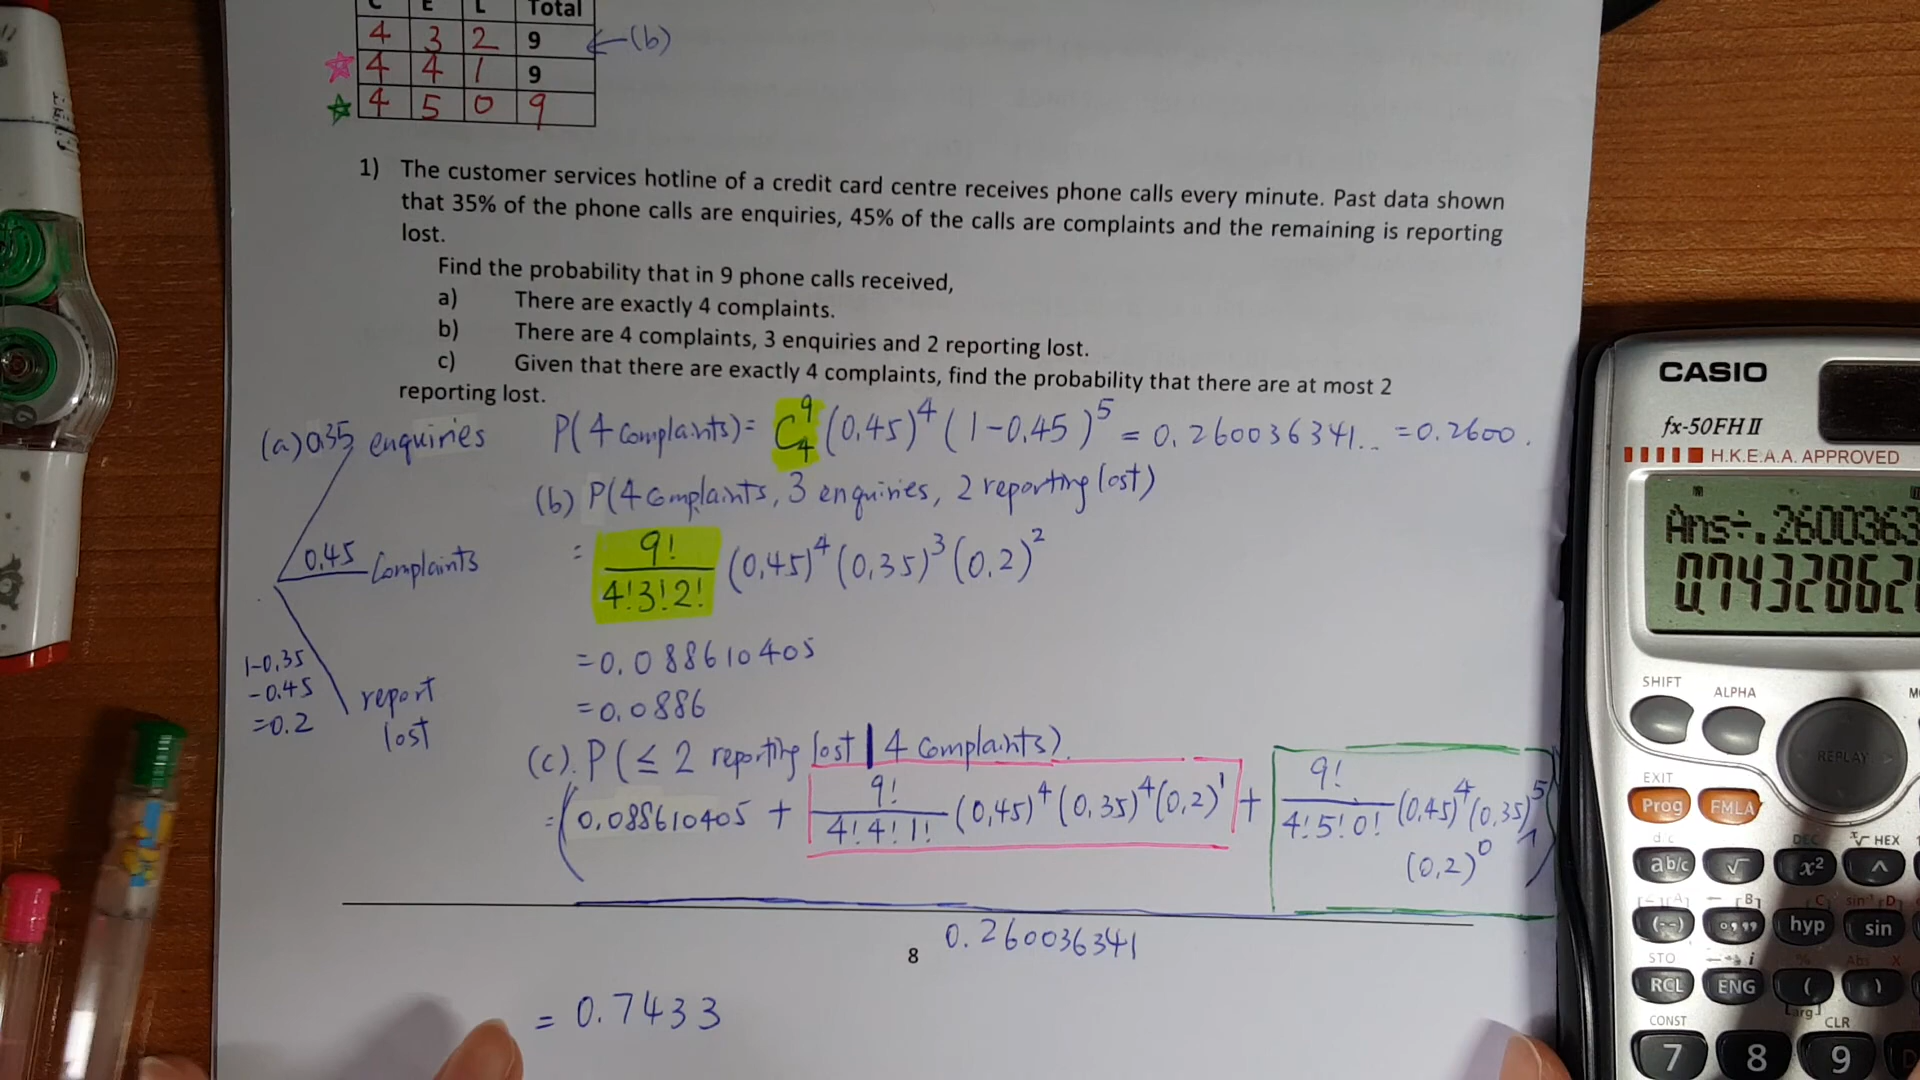 C E L Total
4 3 2 9 ←(b)
4 4 1 9
4 5 0 9
1) The customer services hotline of a credit card centre receives phone calls every minute. Past data shown
that 35% of the phone calls are enquiries, 45% of the calls are complaints and the remaining is reporting
lost.
Find the probability that in 9 phone calls received,
a) There are exactly 4 complaints.
b) There are 4 complaints, 3 enquiries and 2 reporting lost.
c) Given that there are exactly 4 complaints, find the probability that there are at most 2
reporting lost.
(a) 0.35 enquiries P(4 complaints) = C⁹₄ (0.45)⁴ (1-0.45)⁵ = 0.260036341.. = 0.2600.
(b) P(4 complaints, 3 enquiries, 2 reporting lost)
= 9!/4!3!2! (0.45)⁴ (0.35)³ (0.2)²
0.45 Complaints
= 0.088610405
1-0.35
-0.45
=0.2
report
lost
= 0.0886
(c). P(≤ 2 reporting lost | 4 complaints).
= (0.088610405 + 9!/4!4!1! (0.45)⁴ (0.35)⁴ (0.2)¹ + 9!/4!5!0! (0.45)⁴ (0.35)⁵
(0.2)⁰)
0.260036341
8
= 0.7433
CASIO
fx-50FH II
H.K.E.A.A. APPROVED
Ans÷.2600363
0.74328862
SHIFT ALPHA
REPLAY
EXIT
Prog FMLA
d/c DEC HEX
ab/c √ x² ^
(-) °,,, hyp sin
STO i
RCL ENG ( )
CONST CLR
7 8 9